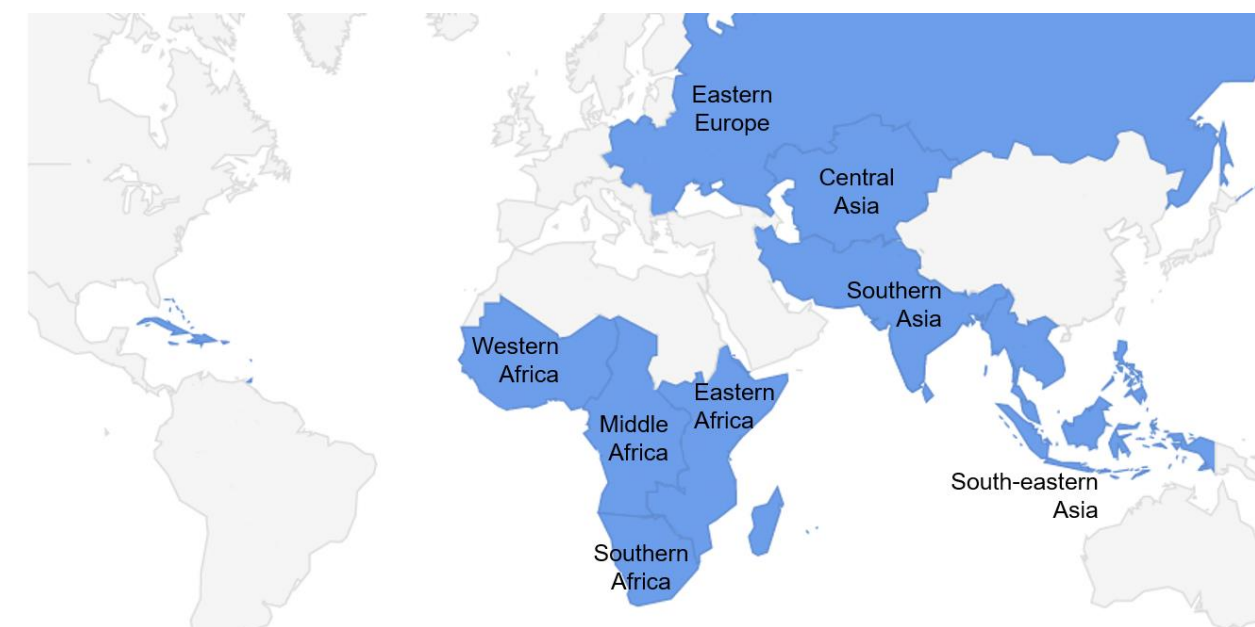 Eastern
Europe
Central
Asia
Southern
Asia
Western
Africa
Eastern
Africa
Middle
Africa
South-eastern
Asia
Southern
Africa